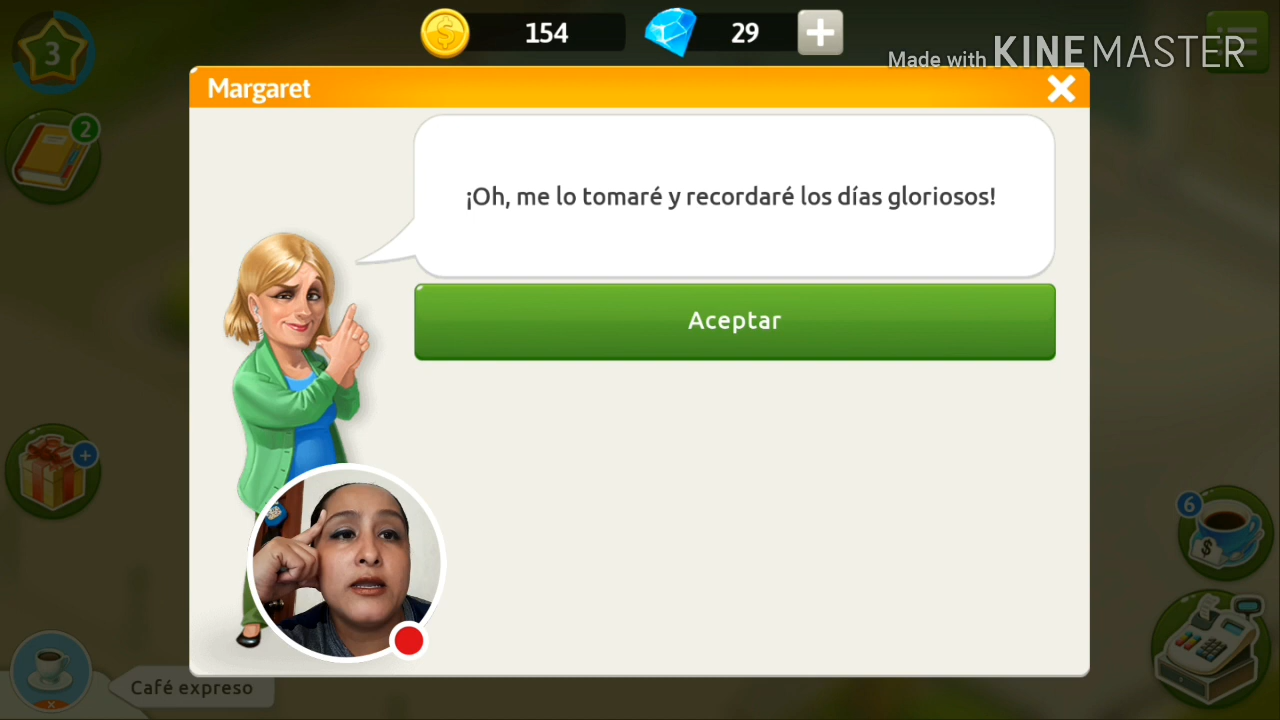 3
154
29
Made with KINEMASTER
Margaret
2
¡Oh, me lo tomaré y recordaré los días gloriosos!
Aceptar
6
Café expreso